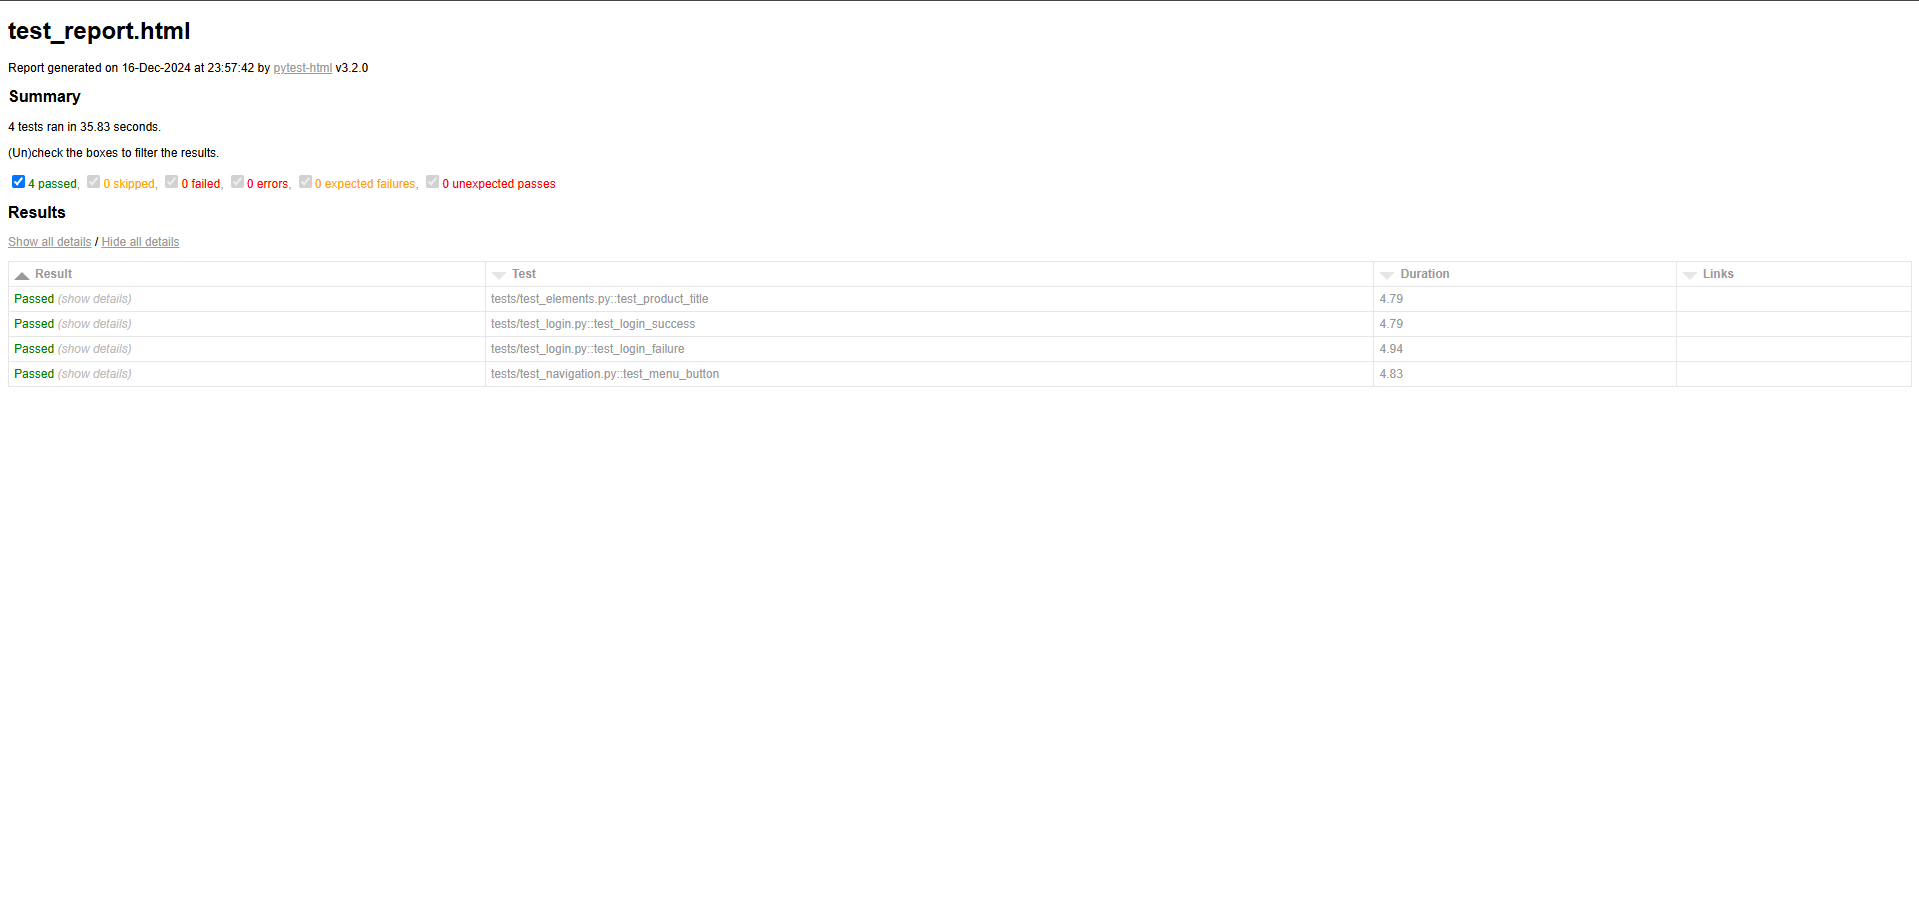 test_report.html
Report generated on 16-Dec-2024 at 23:57:42 by pytest-html v3.2.0
Summary
4 tests ran in 35.83 seconds.
(Un)check the boxes to filter the results.
4 passed, 0 skipped, 0 failed, 0 errors, 0 expected failures, 0 unexpected passes
Results
Show all details / Hide all details
Result Test Duration Links
Passed (show details) tests/test_elements.py::test_product_title 4.79
Passed (show details) tests/test_login.py::test_login_success 4.79
Passed (show details) tests/test_login.py::test_login_failure 4.94
Passed (show details) tests/test_navigation.py::test_menu_button 4.83